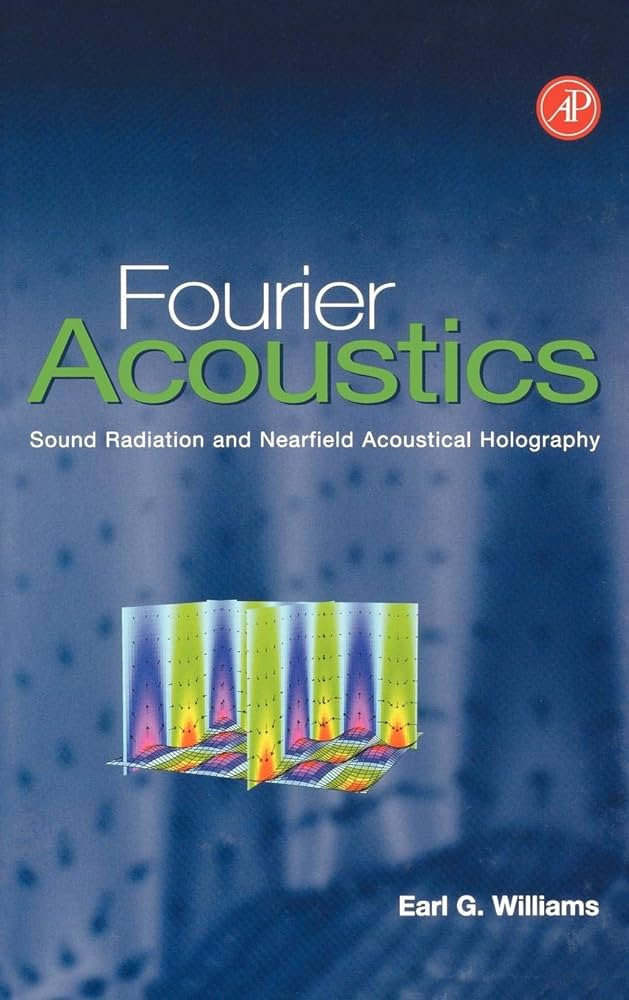 AP
Fourier
Acoustics
Sound Radiation and Nearfield Acoustical Holography
Earl G. Williams